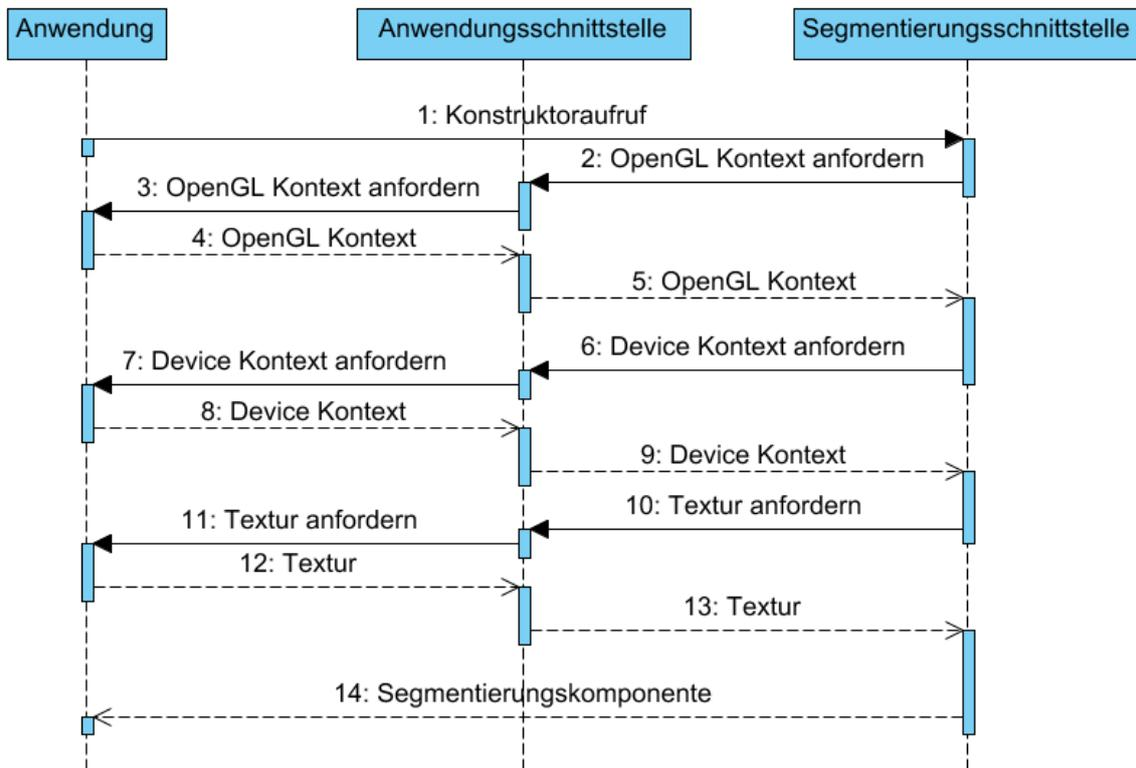 Anwendung
Anwendungsschnittstelle
Segmentierungsschnittstelle
1: Konstruktoraufruf
2: OpenGL Kontext anfordern
3: OpenGL Kontext anfordern
4: OpenGL Kontext
5: OpenGL Kontext
6: Device Kontext anfordern
7: Device Kontext anfordern
8: Device Kontext
9: Device Kontext
10: Textur anfordern
11: Textur anfordern
12: Textur
13: Textur
14: Segmentierungskomponente